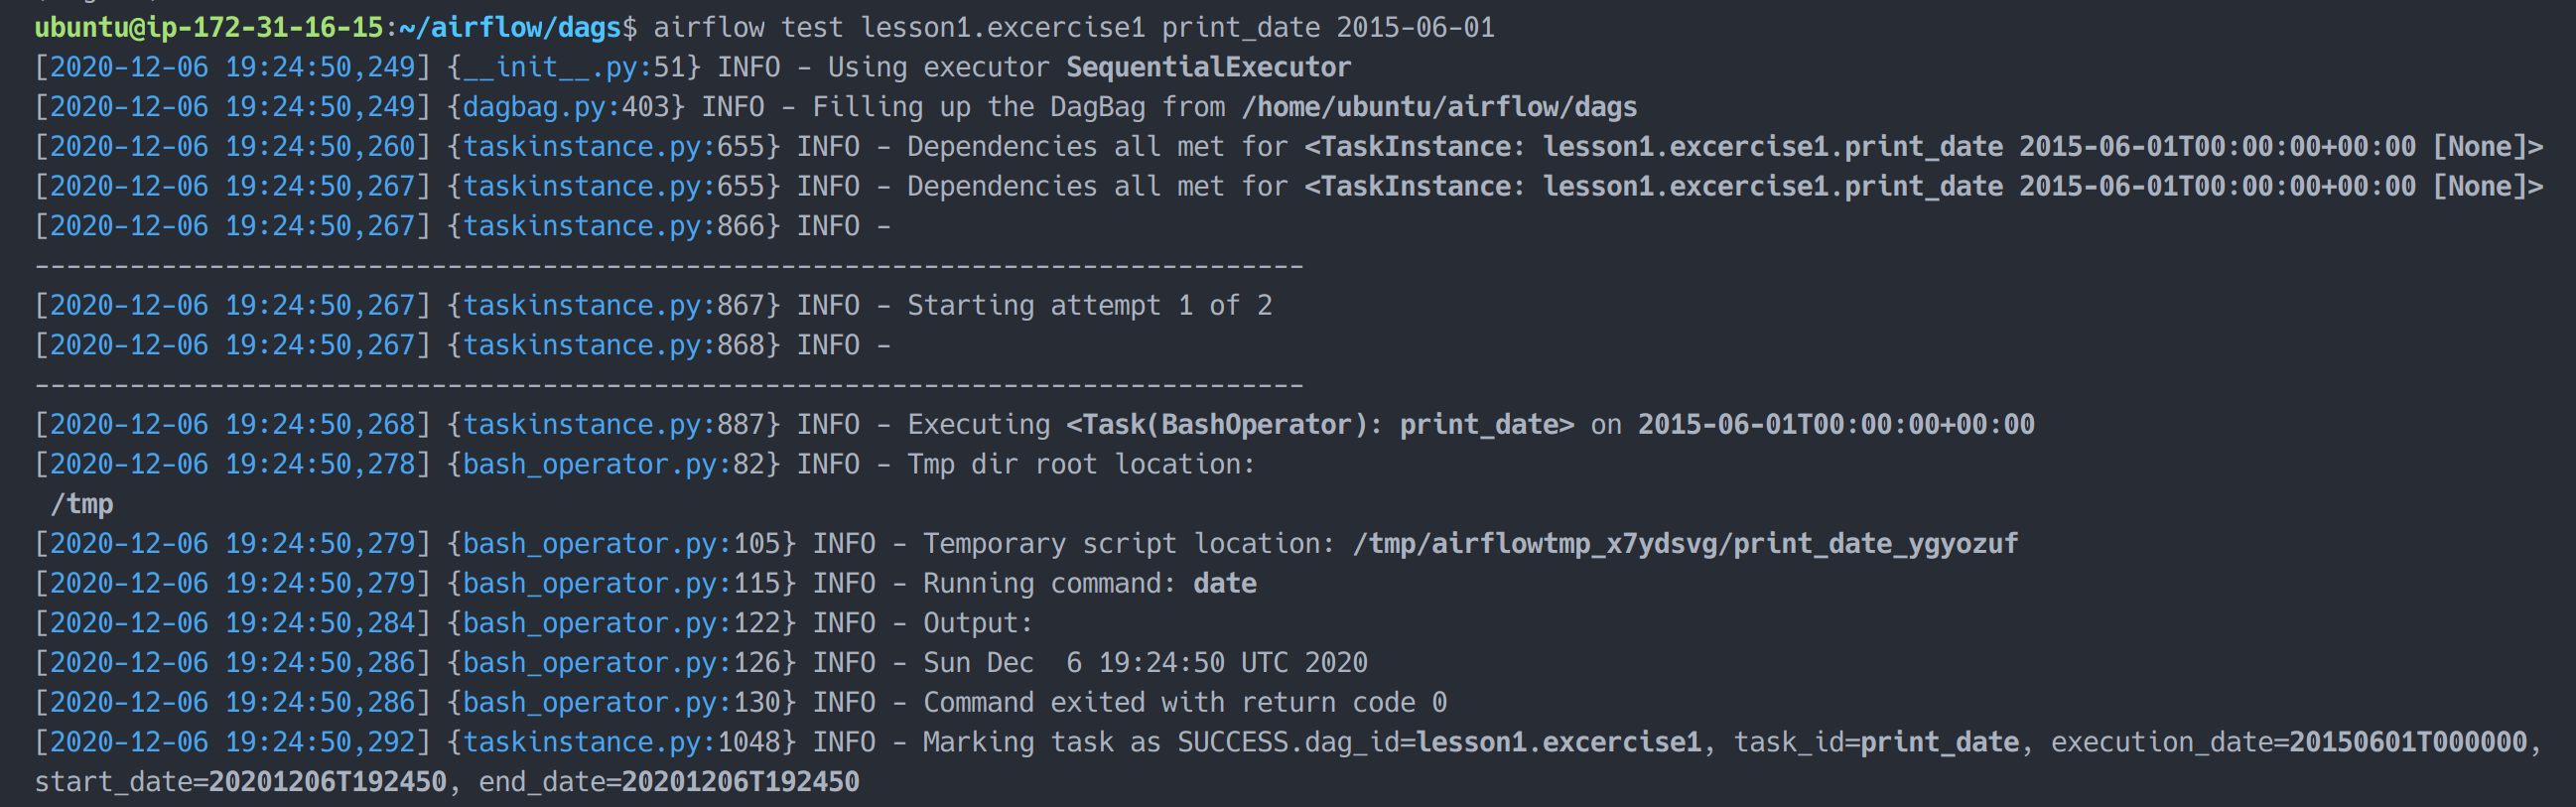 ubuntu@ip-172-31-16-15:~/airflow/dags$ airflow test lesson1.excercise1 print_date 2015-06-01
[2020-12-06 19:24:50,249] {__init__.py:51} INFO - Using executor SequentialExecutor
[2020-12-06 19:24:50,249] {dagbag.py:403} INFO - Filling up the DagBag from /home/ubuntu/airflow/dags
[2020-12-06 19:24:50,260] {taskinstance.py:655} INFO - Dependencies all met for <TaskInstance: lesson1.excercise1.print_date 2015-06-01T00:00:00+00:00 [None]>
[2020-12-06 19:24:50,267] {taskinstance.py:655} INFO - Dependencies all met for <TaskInstance: lesson1.excercise1.print_date 2015-06-01T00:00:00+00:00 [None]>
[2020-12-06 19:24:50,267] {taskinstance.py:866} INFO -
--------------------------------------------------------------------------------
[2020-12-06 19:24:50,267] {taskinstance.py:867} INFO - Starting attempt 1 of 2
[2020-12-06 19:24:50,267] {taskinstance.py:868} INFO -
--------------------------------------------------------------------------------
[2020-12-06 19:24:50,268] {taskinstance.py:887} INFO - Executing <Task(BashOperator): print_date> on 2015-06-01T00:00:00+00:00
[2020-12-06 19:24:50,278] {bash_operator.py:82} INFO - Tmp dir root location:
 /tmp
[2020-12-06 19:24:50,279] {bash_operator.py:105} INFO - Temporary script location: /tmp/airflowtmp_x7ydsvg/print_date_ygyozuf
[2020-12-06 19:24:50,279] {bash_operator.py:115} INFO - Running command: date
[2020-12-06 19:24:50,284] {bash_operator.py:122} INFO - Output:
[2020-12-06 19:24:50,286] {bash_operator.py:126} INFO - Sun Dec  6 19:24:50 UTC 2020
[2020-12-06 19:24:50,286] {bash_operator.py:130} INFO - Command exited with return code 0
[2020-12-06 19:24:50,292] {taskinstance.py:1048} INFO - Marking task as SUCCESS.dag_id=lesson1.excercise1, task_id=print_date, execution_date=20150601T000000,
start_date=20201206T192450, end_date=20201206T192450